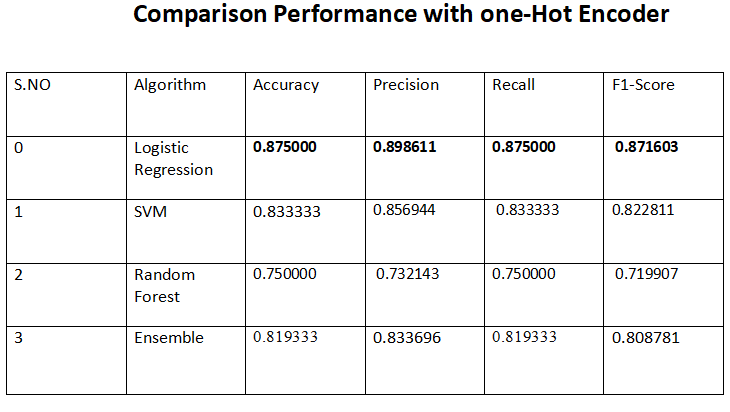 Comparison Performance with one-Hot Encoder
S.NO Algorithm Accuracy Precision Recall F1-Score
0 Logistic Regression 0.875000 0.898611 0.875000 0.871603
1 SVM 0.833333 0.856944 0.833333 0.822811
2 Random Forest 0.750000 0.732143 0.750000 0.719907
3 Ensemble 0.819333 0.833696 0.819333 0.808781